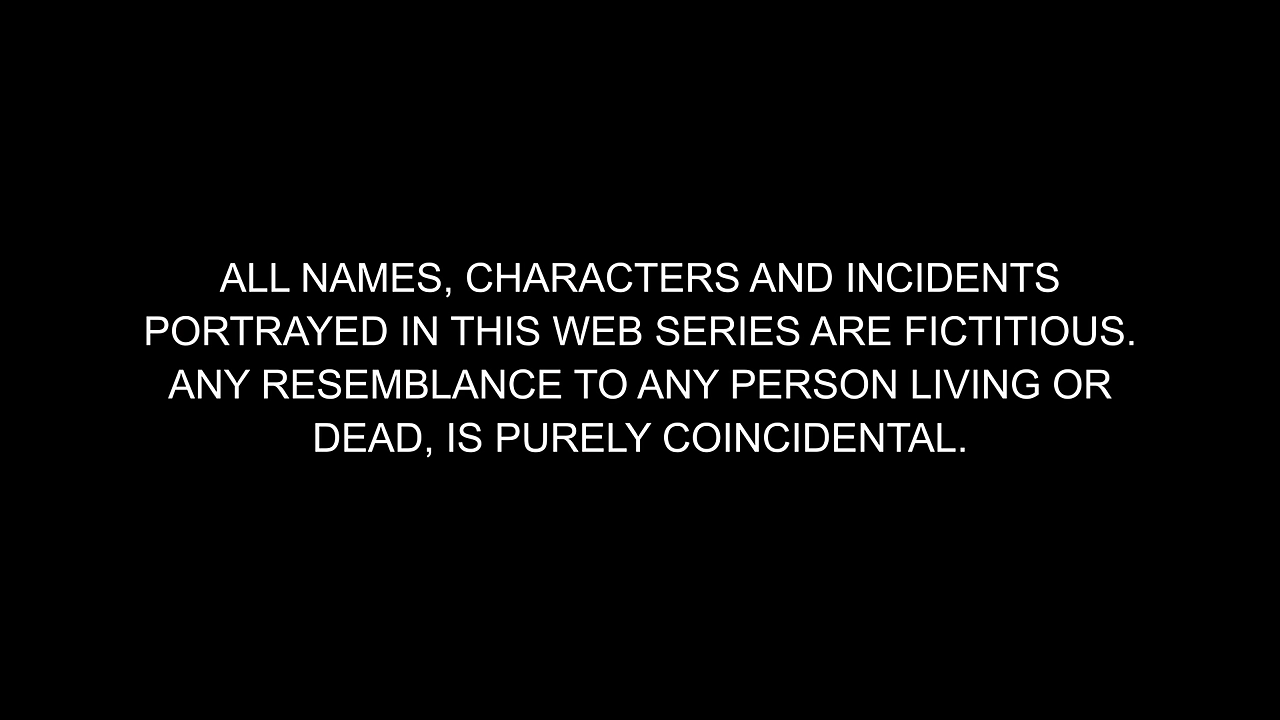 ALL NAMES, CHARACTERS AND INCIDENTS
PORTRAYED IN THIS WEB SERIES ARE FICTITIOUS.
ANY RESEMBLANCE TO ANY PERSON LIVING OR
DEAD, IS PURELY COINCIDENTAL.